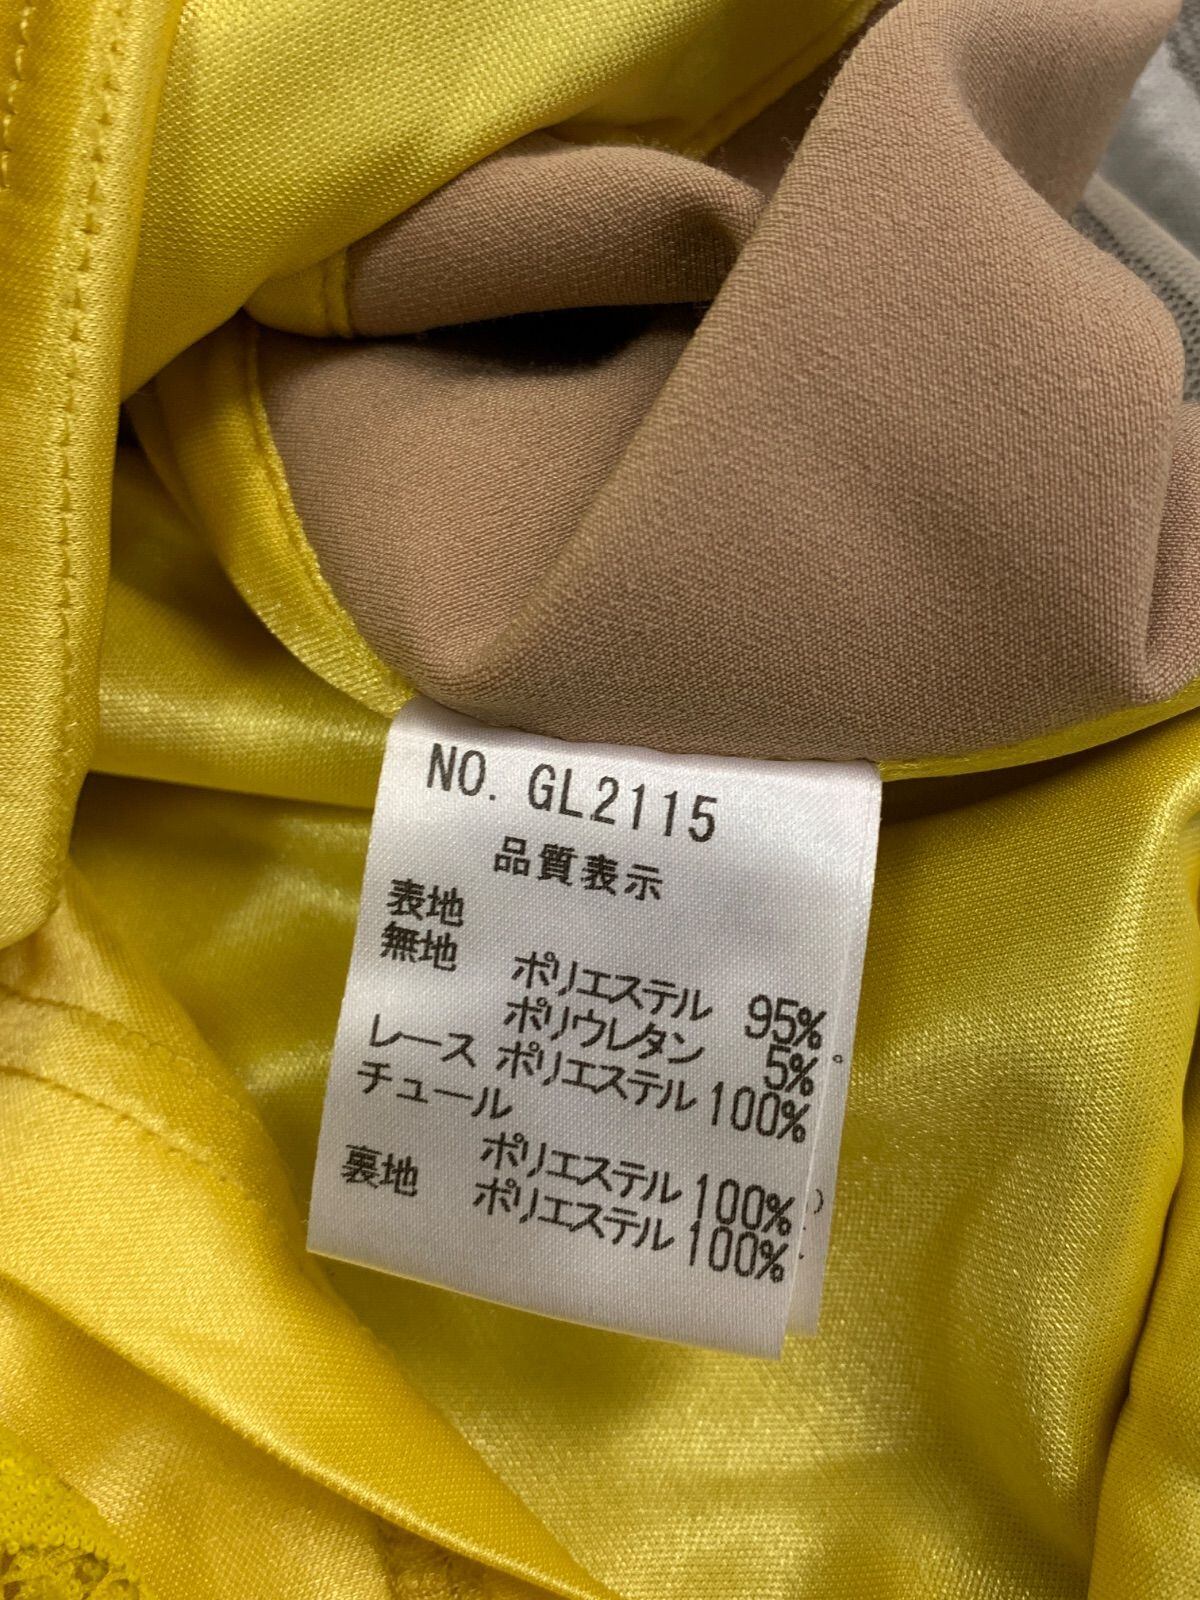 NO. GL2115
品質表示
表地
無地
ポリエステル 95%
ポリウレタン 5%
レース ポリエステル 100%
チュール
ポリエステル 100%
裏地 ポリエステル 100%